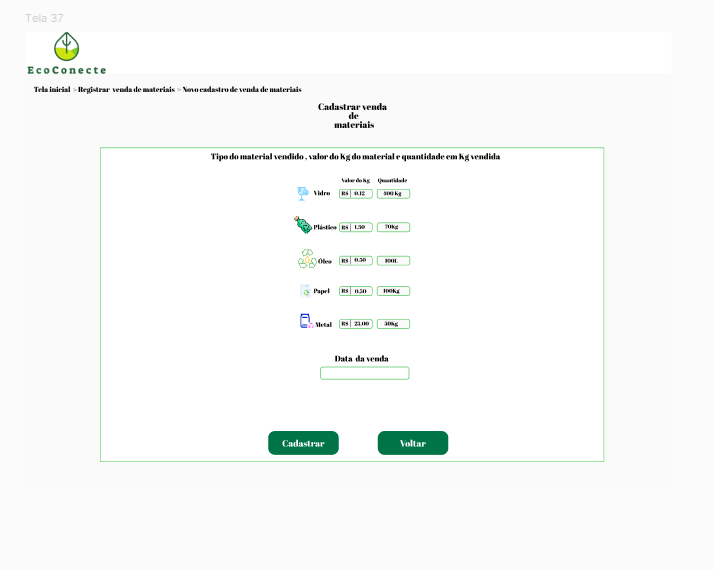 Tela 37
EcoConecte
Tela inicial > Registrar venda de materiais > Novo cadastro de venda de materiais
Cadastrar venda
de
materiais
Tipo do material vendido , valor do Kg do material e quantidade em Kg vendida
Valor do Kg Quantidade
Vidro R$ 0.12 400 Kg
Plástico R$ 1.30 70Kg
Óleo R$ 0.50 100L
Papel R$ 0.50 100Kg
Metal R$ 25.00 50Kg
Data da venda
Cadastrar Voltar